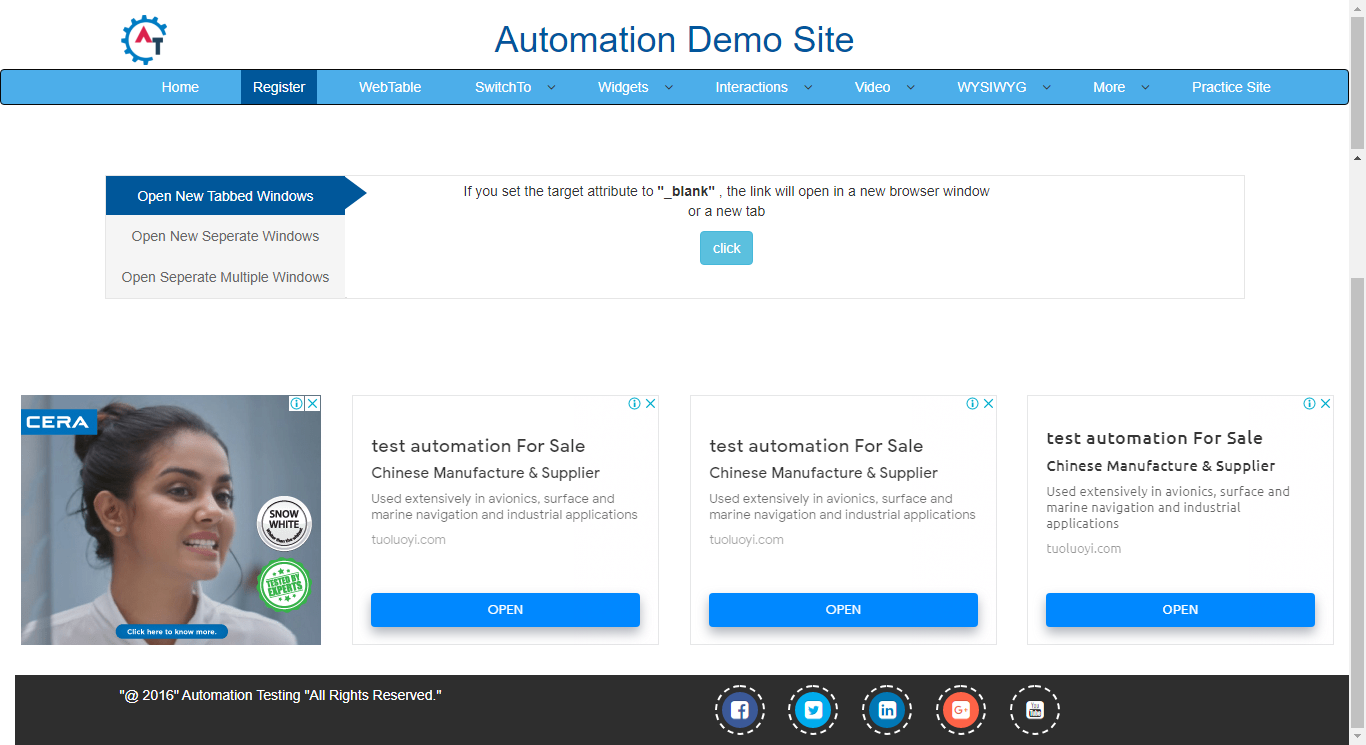 AT
Automation Demo Site
Home Register WebTable SwitchTo Widgets Interactions Video WYSIWYG More Practice Site
Open New Tabbed Windows
Open New Seperate Windows
Open Seperate Multiple Windows
If you set the target attribute to "_blank" , the link will open in a new browser window
or a new tab
click
CERA
SNOW
WHITE
TESTED BY
EXPERTS
Click here to know more.
test automation For Sale
Chinese Manufacture & Supplier
Used extensively in avionics, surface and
marine navigation and industrial applications
tuoluoyi.com
OPEN
test automation For Sale
Chinese Manufacture & Supplier
Used extensively in avionics, surface and
marine navigation and industrial applications
tuoluoyi.com
OPEN
test automation For Sale
Chinese Manufacture & Supplier
Used extensively in avionics, surface and
marine navigation and industrial
applications
tuoluoyi.com
OPEN
"@ 2016" Automation Testing "All Rights Reserved."
G+
You
Tube